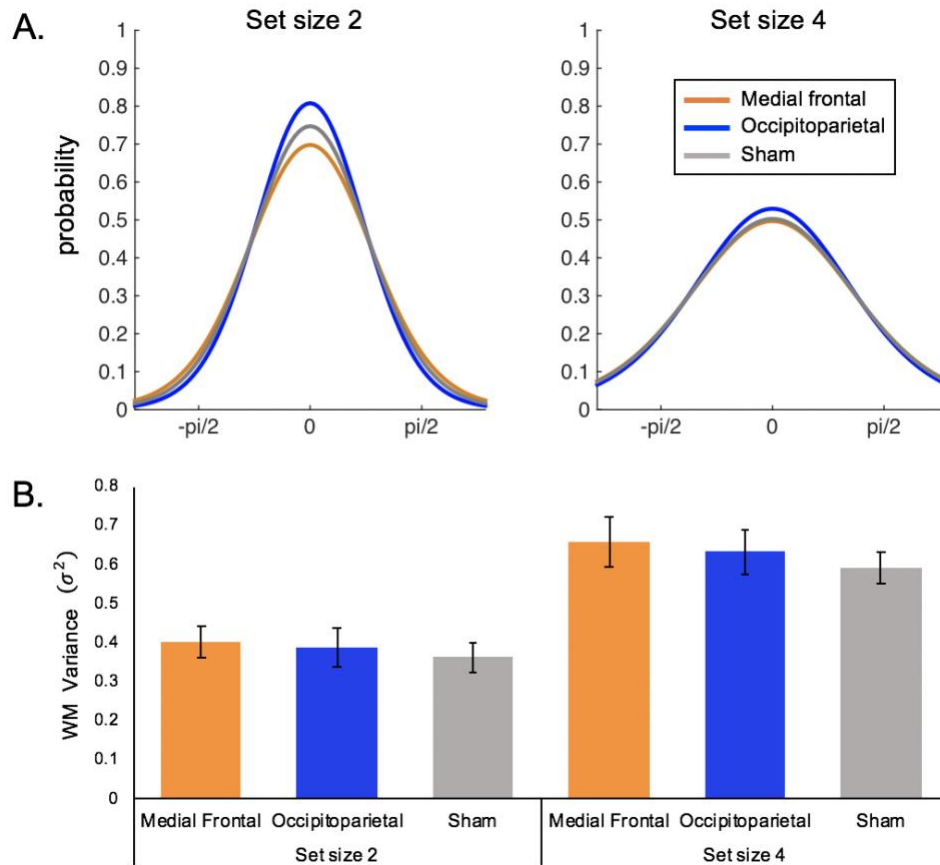 A.
Set size 2
Set size 4
probability
1
0.9
0.8
0.7
0.6
0.5
0.4
0.3
0.2
0.1
0
-pi/2 0 pi/2
1
0.9
0.8
0.7
0.6
0.5
0.4
0.3
0.2
0.1
0
-pi/2 0 pi/2
Medial frontal
Occipitoparietal
Sham
B.
WM Variance (σ²)
0.8
0.7
0.6
0.5
0.4
0.3
0.2
0.1
0
Medial Frontal Occipitoparietal Sham Medial Frontal Occipitoparietal Sham
Set size 2 Set size 4